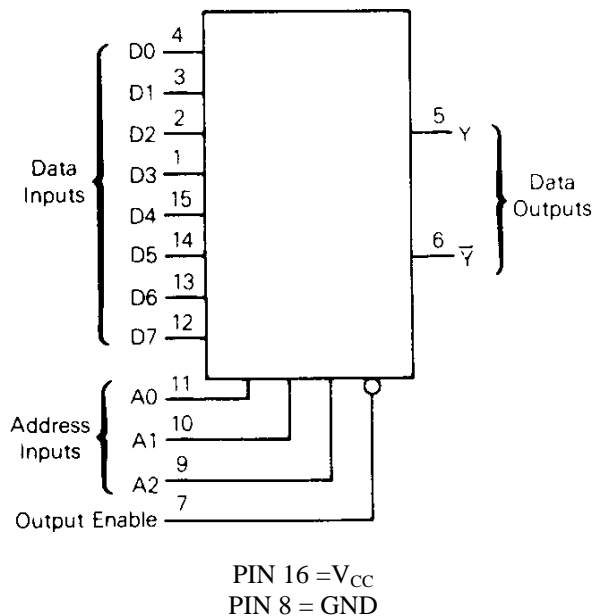 D0 4
D1 3
D2 2
D3 1
D4 15
D5 14
D6 13
D7 12
Data
Inputs
5 Y
6 Y̅
Data
Outputs
A0 11
A1 10
A2 9
Address
Inputs
Output Enable 7
PIN 16 =VCC
PIN 8 = GND